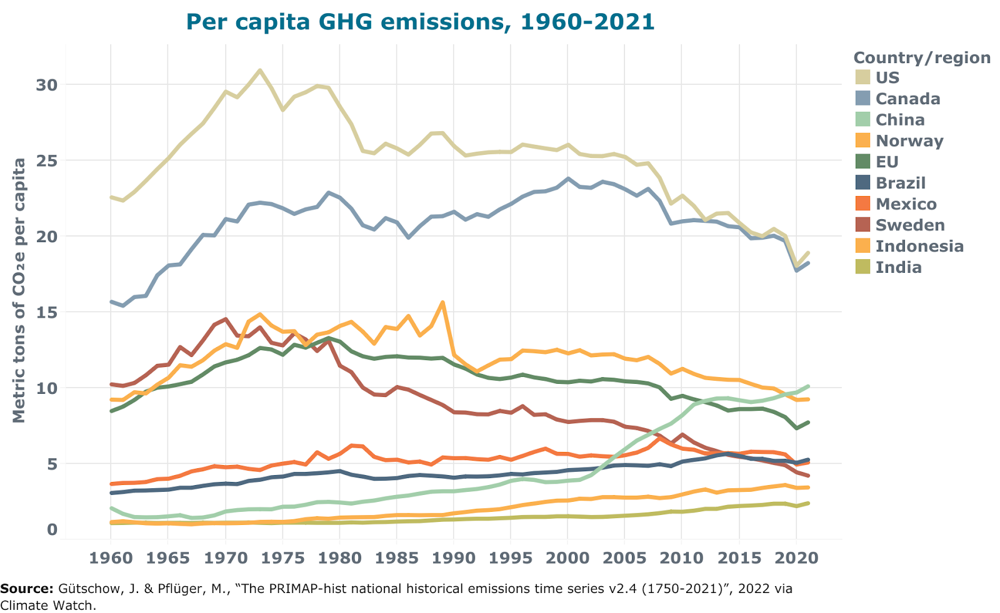 Per capita GHG emissions, 1960-2021
Metric tons of CO₂e per capita
30
25
20
15
10
5
0
1960 1965 1970 1975 1980 1985 1990 1995 2000 2005 2010 2015 2020
Country/region
US
Canada
China
Norway
EU
Brazil
Mexico
Sweden
Indonesia
India
Source: Gütschow, J. & Pflüger, M., “The PRIMAP-hist national historical emissions time series v2.4 (1750-2021)”, 2022 via
Climate Watch.